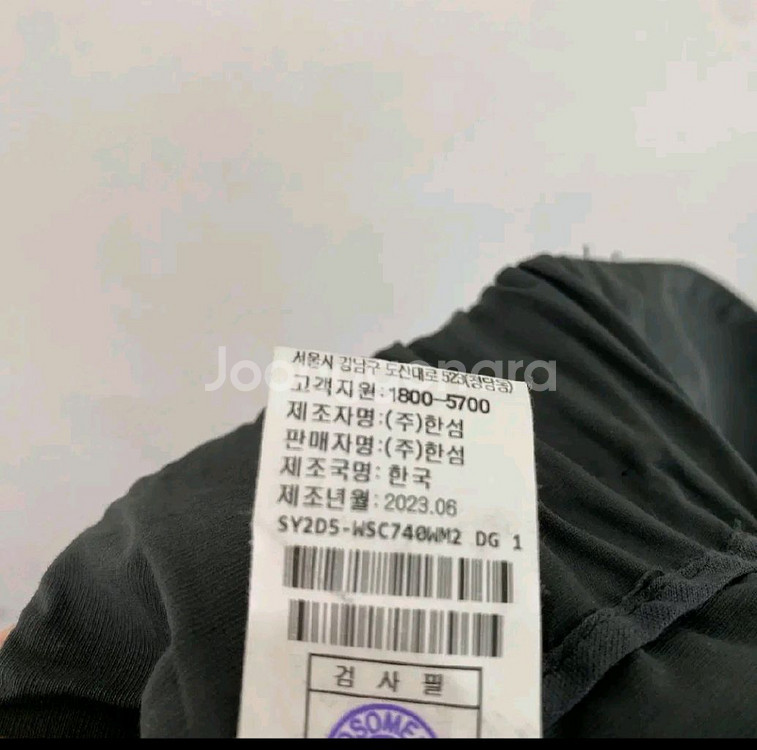 서울시 강남구 도산대로 523(청담동)
Joonggonara
고객지원:1800-5700
제조자명:(주)한섬
판매자명:(주)한섬
제조국명:한국
제조년월:2023.06
SY2D5-WSC740WM2 DG 1
검사필